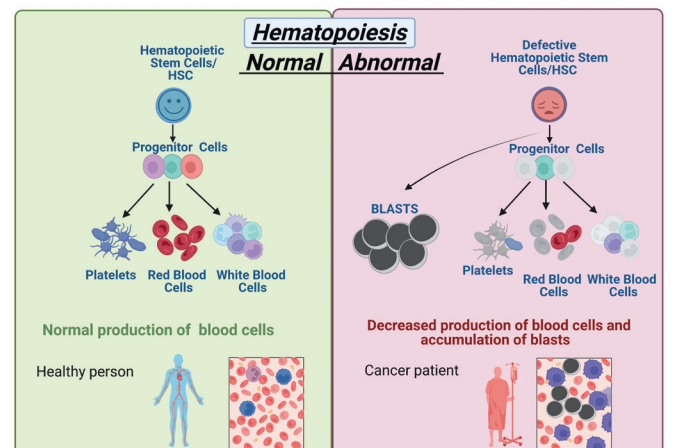 Hematopoiesis
Normal Abnormal
Hematopoietic
Stem Cells/
HSC
Progenitor Cells
Platelets
Red Blood
Cells
White Blood
Cells
Normal production of blood cells
Healthy person
Defective
Hematopoietic Stem
Cells/HSC
Progenitor Cells
BLASTS
Platelets
Red Blood
Cells
White Blood
Cells
Decreased production of blood cells and
accumulation of blasts
Cancer patient